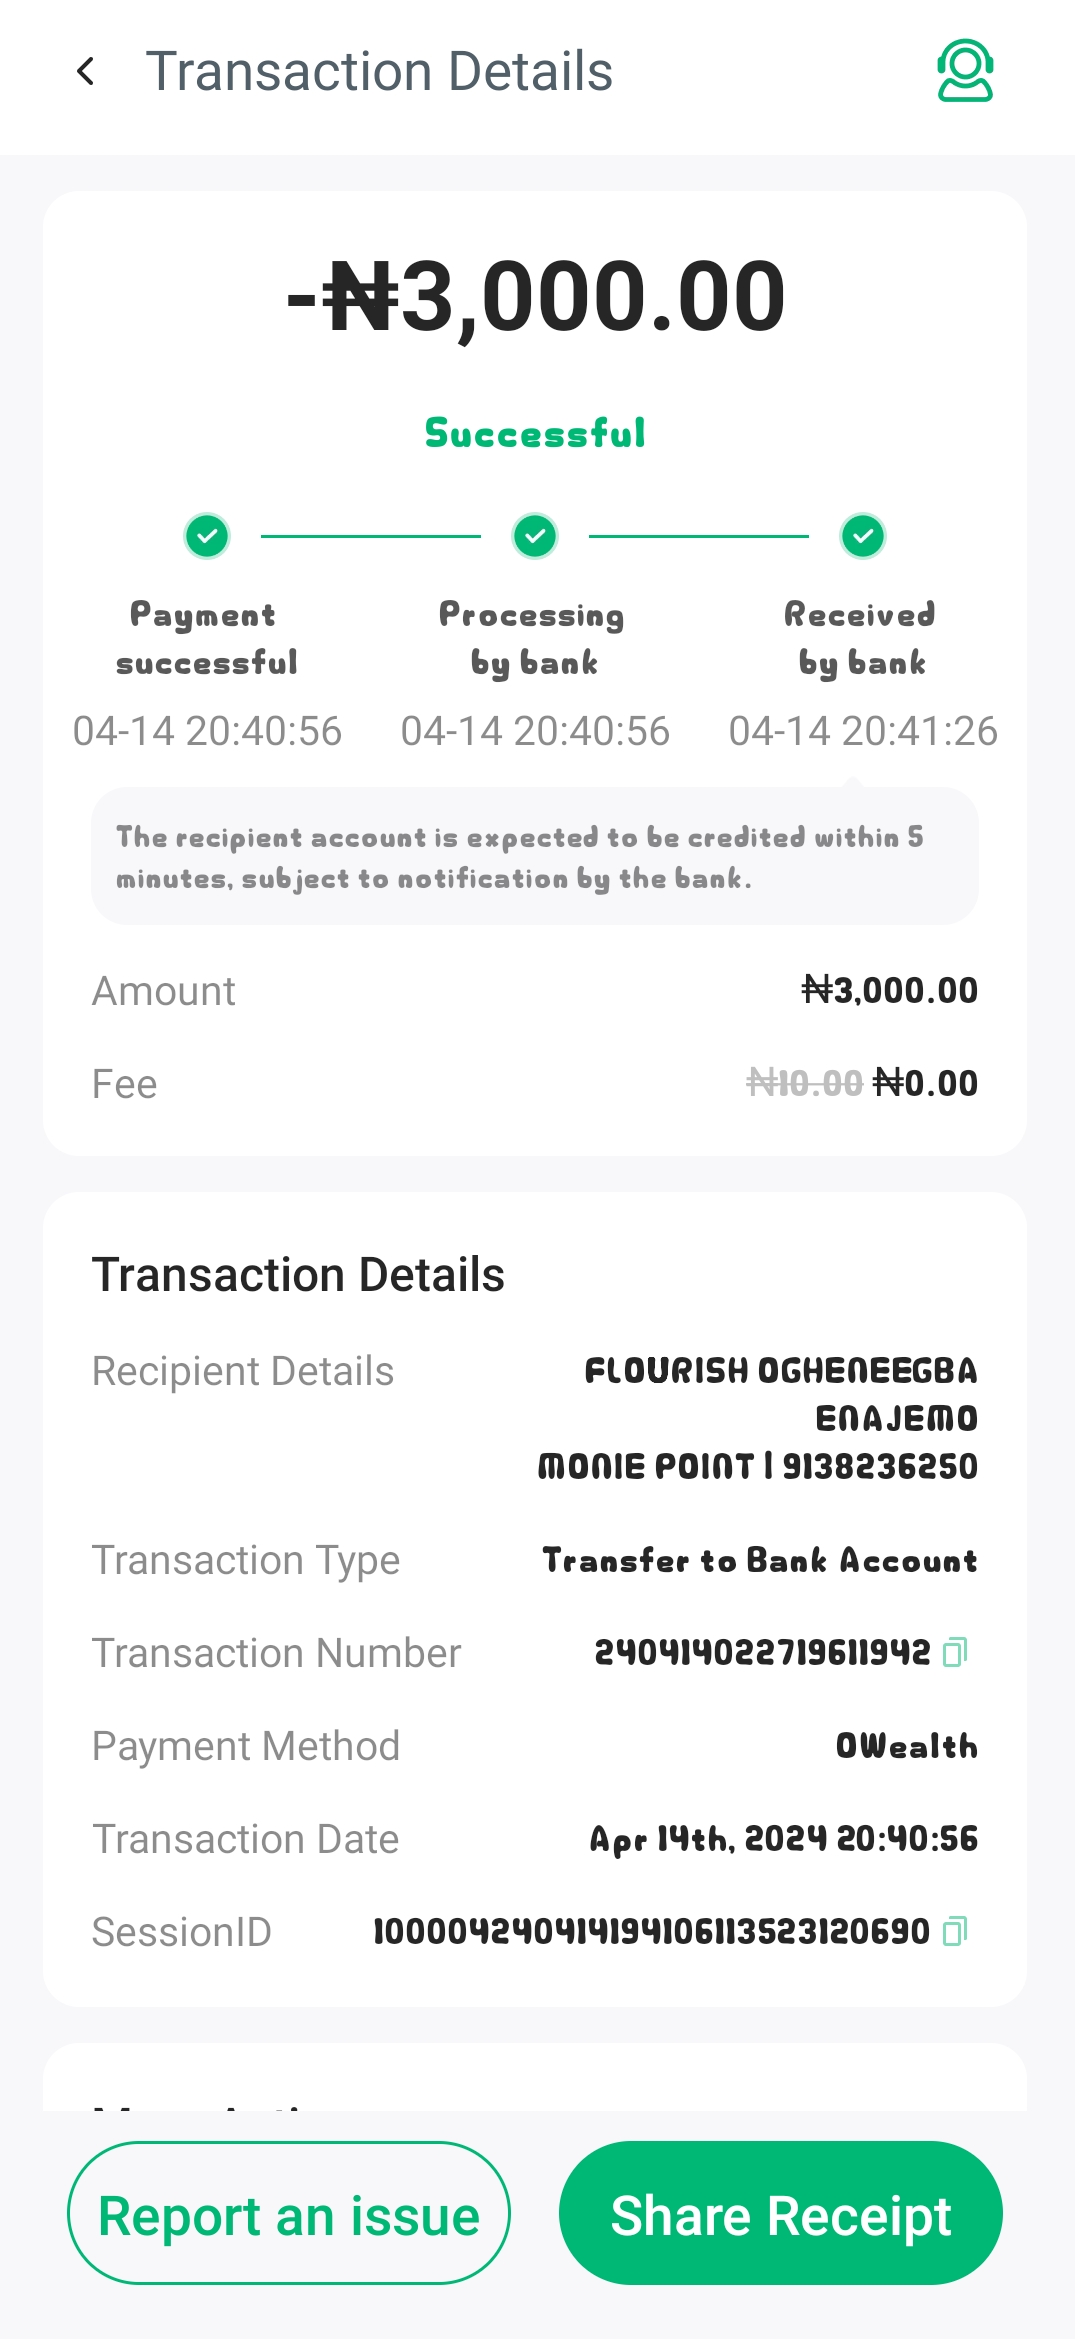 Transaction Details
-₦3,000.00
Successful
Payment successful
Processing by bank
Received by bank
04-14 20:40:56
04-14 20:40:56
04-14 20:41:26
The recipient account is expected to be credited within 5
minutes, subject to notification by the bank.
Amount ₦3,000.00
Fee ₦10.00 ₦0.00
Transaction Details
Recipient Details FLOURISH OGHENEEGBA
ENAJEMO
MONIE POINT | 9138236250
Transaction Type Transfer to Bank Account
Transaction Number 240414022719611942
Payment Method OWealth
Transaction Date Apr 14th, 2024 20:40:56
SessionID 100004240414194106113523120690
Report an issue
Share Receipt